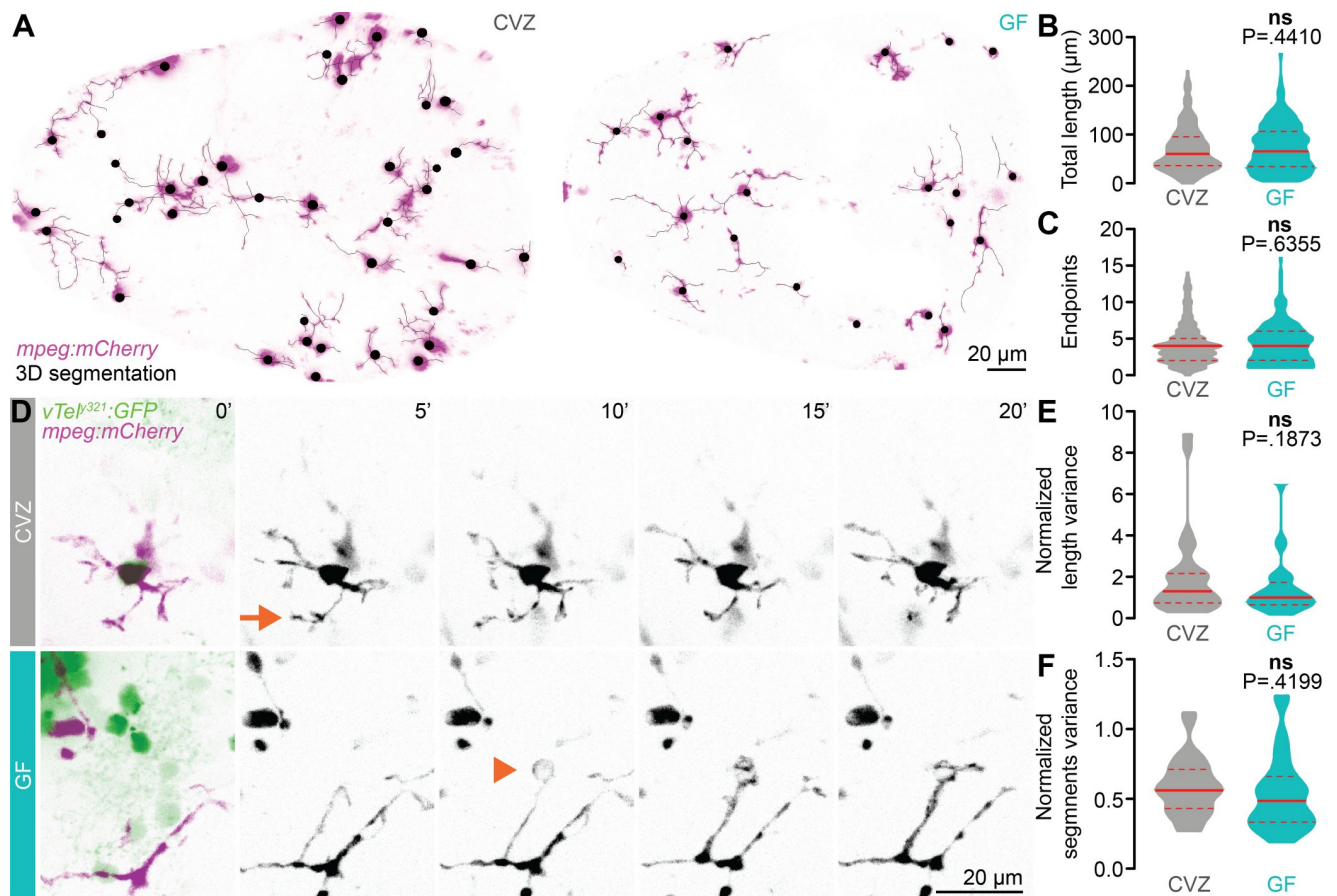 A
CVZ
GF
mpeg:mCherry
3D segmentation
20 µm
B
ns
P=.4410
Total length (µm)
300
200
100
0
CVZ
GF
C
ns
P=.6355
Endpoints
20
15
10
5
0
CVZ
GF
D
vTel^y321:GFP
mpeg:mCherry
0’
5’
10’
15’
20’
CVZ
GF
20 µm
E
ns
P=.1873
Normalized
length variance
10
8
6
4
2
0
CVZ
GF
F
ns
P=.4199
Normalized
segmnents variance
1.5
1.0
0.5
0.0
CVZ
GF